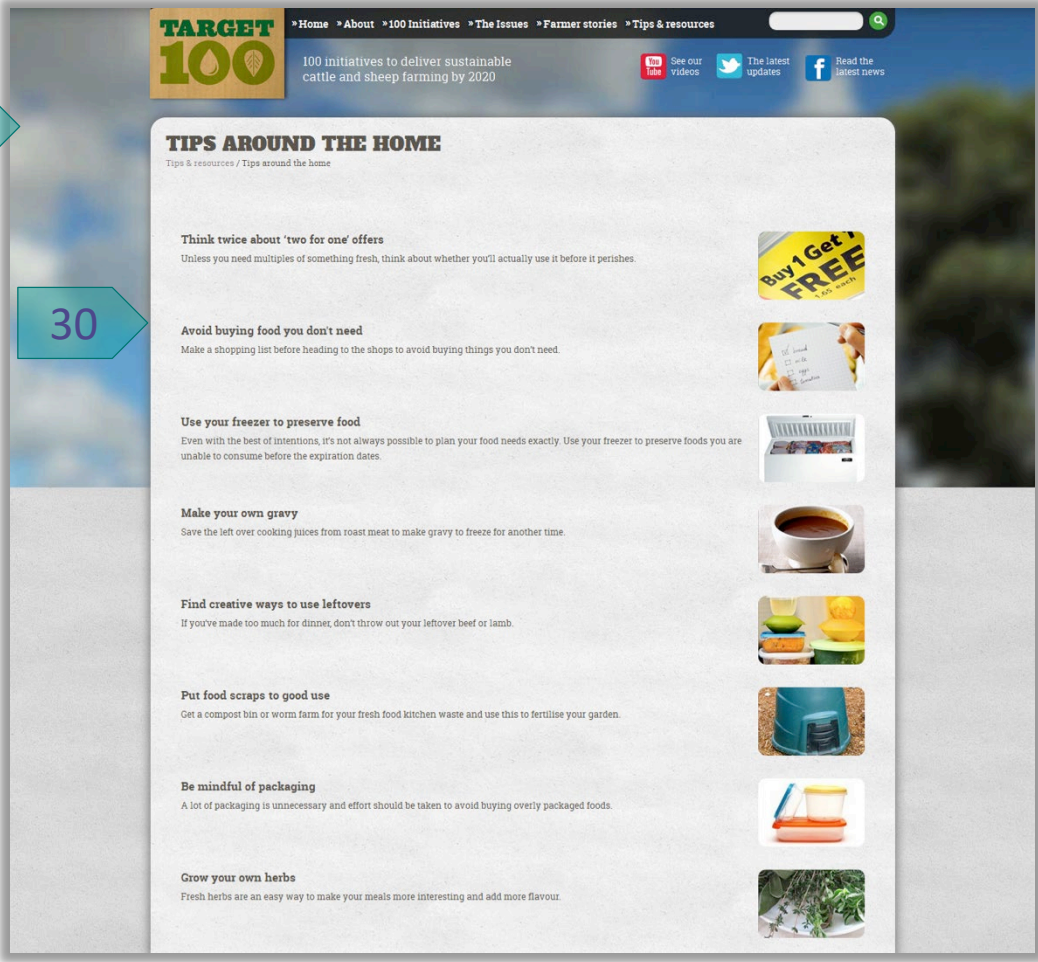 TARGET
100
»Home »About »100 Initiatives »The Issues »Farmer stories »Tips & resources
100 initiatives to deliver sustainable
cattle and sheep farming by 2020
You
Tube
See our
videos
The latest
updates
f
Read the
latest news
TIPS AROUND THE HOME
Tips & resources / Tips around the home
Think twice about ‘two for one’ offers
Unless you need multiples of something fresh, think about whether you'll actually use it before it perishes.
Buy 1 Get 1
FREE
1.65 each
30
Avoid buying food you don't need
Make a shopping list before heading to the shops to avoid buying things you don't need.
bread
milk
eggs
tomatoes
Use your freezer to preserve food
Even with the best of intentions, it's not always possible to plan your food needs exactly. Use your freezer to preserve foods you are
unable to consume before the expiration dates.
Make your own gravy
Save the left over cooking juices from roast meat to make gravy to freeze for another time.
Find creative ways to use leftovers
If you've made too much for dinner, don't throw out your leftover beef or lamb.
Put food scraps to good use
Get a compost bin or worm farm for your fresh food kitchen waste and use this to fertilise your garden.
Be mindful of packaging
A lot of packaging is unnecessary and effort should be taken to avoid buying overly packaged foods.
Grow your own herbs
Fresh herbs are an easy way to make your meals more interesting and add more flavour.